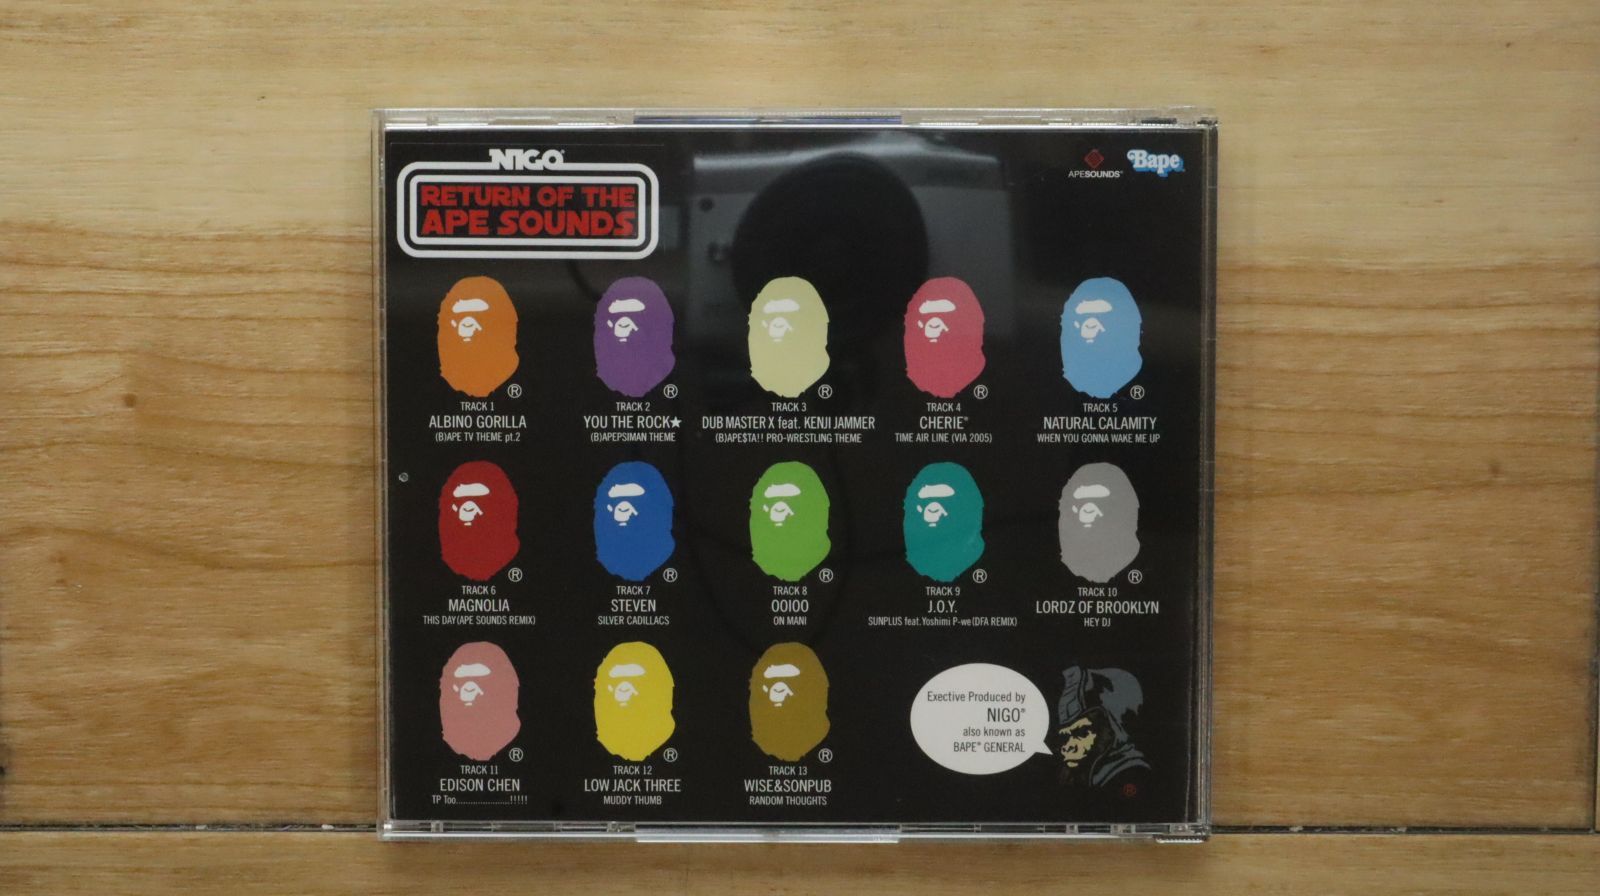 NIGO®
RETURN OF THE
APE SOUNDS
APESOUNDS®
Bape
®
TRACK 1
ALBINO GORILLA
(B)APE TV THEME pt.2
®
TRACK 2
YOU THE ROCK★
(B)APEPSIMAN THEME
®
TRACK 3
DUB MASTER X feat. KENJI JAMMER
(B)APE$TA!! PRO-WRESTLING THEME
®
TRACK 4
CHERIE®
TIME AIR LINE (VIA 2005)
®
TRACK 5
NATURAL CALAMITY
WHEN YOU GONNA WAKE ME UP
®
TRACK 6
MAGNOLIA
THIS DAY(APE SOUNDS REMIX)
®
TRACK 7
STEVEN
SILVER CADILLACS
®
TRACK 8
OOIOO
ON MANI
®
TRACK 9
J.O.Y.
SUNPLUS feat.Yoshimi P-we(DFA REMIX)
®
TRACK 10
LORDZ OF BROOKLYN
HEY DJ
®
TRACK 11
EDISON CHEN
TP Too......................!!!!!
®
TRACK 12
LOW JACK THREE
MUDDY THUMB
®
TRACK 13
WISE&SONPUB
RANDOM THOUGHTS
Exective Produced by
NIGO®
also known as
BAPE® GENERAL
®